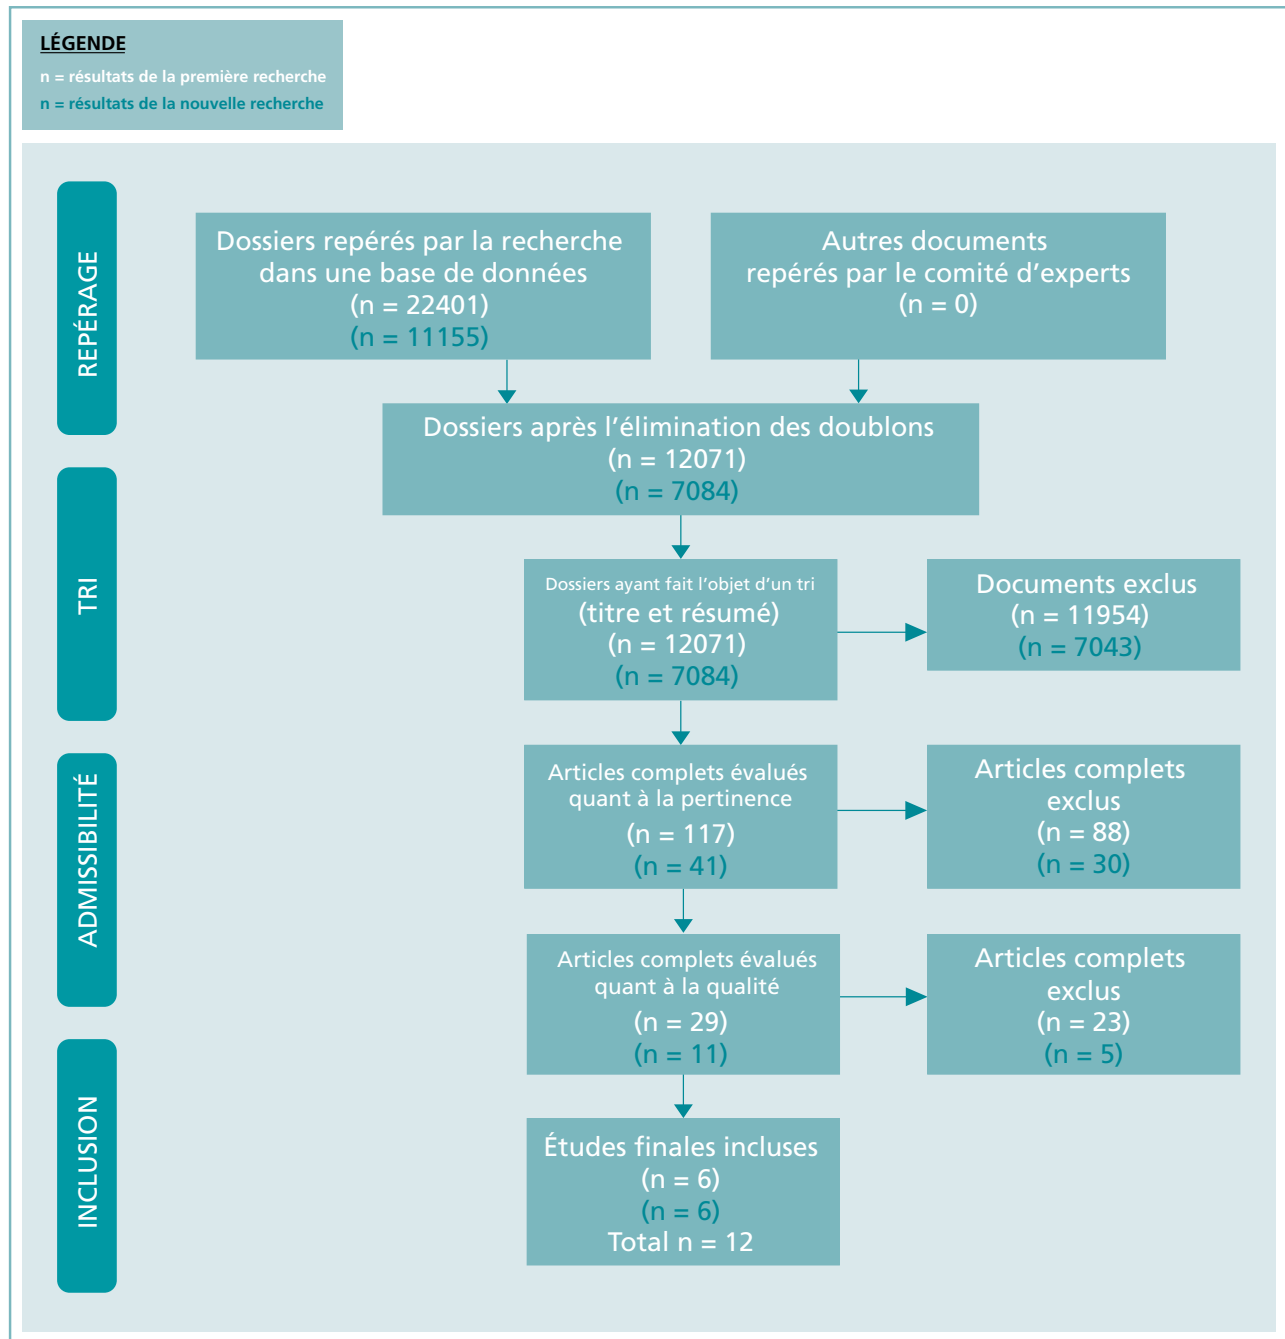 LÉGENDE
n = résultats de la première recherche
n = résultats de la nouvelle recherche
REPÉRAGE
Dossiers repérés par la recherche
dans une base de données
(n = 22401)
(n = 11155)
Autres documents
repérés par le comité d’experts
(n = 0)
Dossiers après l’élimination des doublons
(n = 12071)
(n = 7084)
TRI
Dossiers ayant fait l’objet d’un tri
(titre et résumé)
(n = 12071)
(n = 7084)
Documents exclus
(n = 11954)
(n = 7043)
ADMISSIBILITÉ
Articles complets évalués
quant à la pertinence
(n = 117)
(n = 41)
Articles complets
exclus
(n = 88)
(n = 30)
Articles complets évalués
quant à la qualité
(n = 29)
(n = 11)
Articles complets
exclus
(n = 23)
(n = 5)
INCLUSION
Études finales incluses
(n = 6)
(n = 6)
Total n = 12